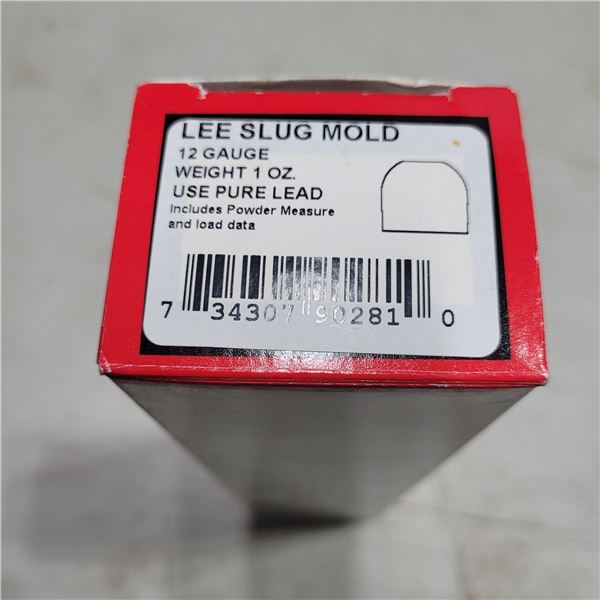 LEE SLUG MOLD
12 GAUGE
WEIGHT 1 OZ.
USE PURE LEAD
Includes Powder Measure
and load data
7 34307 90281 0